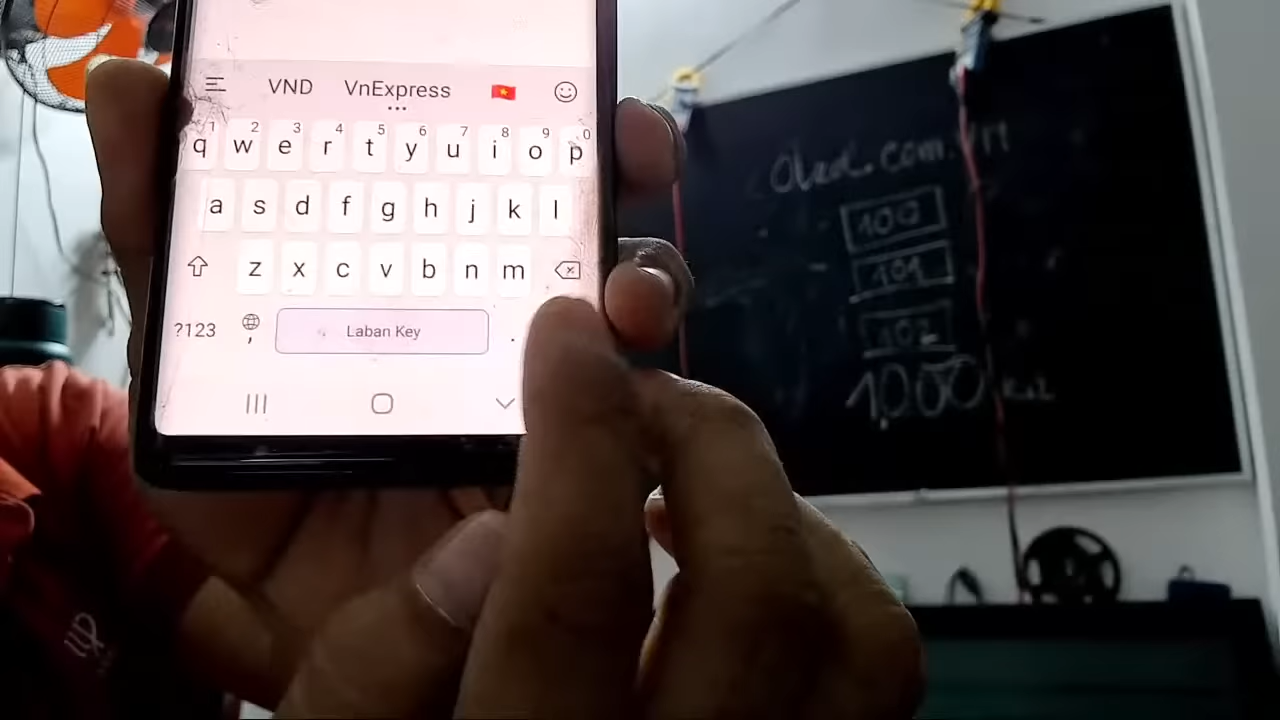 VND VnExpress
1 2 3 4 5 6 7 8 9 0
q w e r t y u i o p
a s d f g h j k l
z x c v b n m
?123 , Laban Key .
100
101
102
1,000